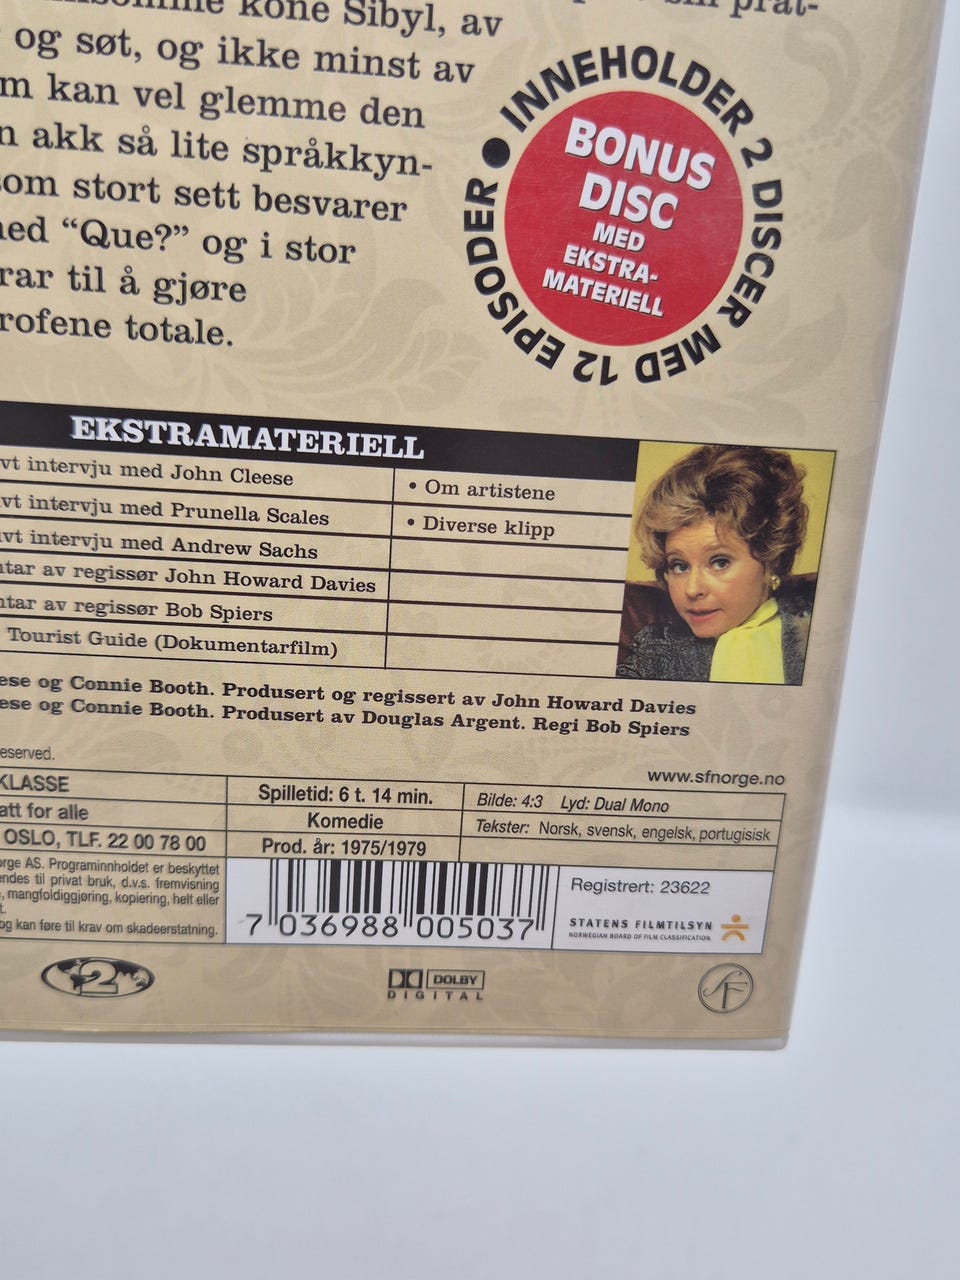 kone Sibyl, av
og søt, og ikke minst av
m kan vel glemme den
n akk så lite språkkyn-
om stort sett besvarer
ed “Que?” og i stor
rar til å gjøre
rofene totale.
INNEHOLDER 2 DISCER MED 12 EPISODER
BONUS
DISC
MED
EKSTRA-
MATERIELL
EKSTRAMATERIELL
vt intervju med John Cleese
vt intervju med Prunella Scales
vt intervju med Andrew Sachs
ntar av regissør John Howard Davies
ntar av regissør Bob Spiers
Tourist Guide (Dokumentarfilm)
• Om artistene
• Diverse klipp
ese og Connie Booth. Produsert og regissert av John Howard Davies
ese og Connie Booth. Produsert av Douglas Argent. Regi Bob Spiers
eserved.
www.sfnorge.no
KLASSE
att for alle
OSLO, TLF. 22 00 78 00
Spilletid: 6 t. 14 min.
Komedie
Prod. år: 1975/1979
Bilde: 4:3 Lyd: Dual Mono
Tekster: Norsk, svensk, engelsk, portugisisk
orge AS. Programinnholdet er beskyttet
endes til privat bruk, d.v.s. fremvisning
, mangfoldiggjøring, kopiering, helt eller
t.
og kan føre til krav om skadeerstatning.
7 036988 005037
Registrert: 23622
STATENS FILMTILSYN
NORWEGIAN BOARD OF FILM CLASSIFICATION
2
DOLBY
DIGITAL
SF